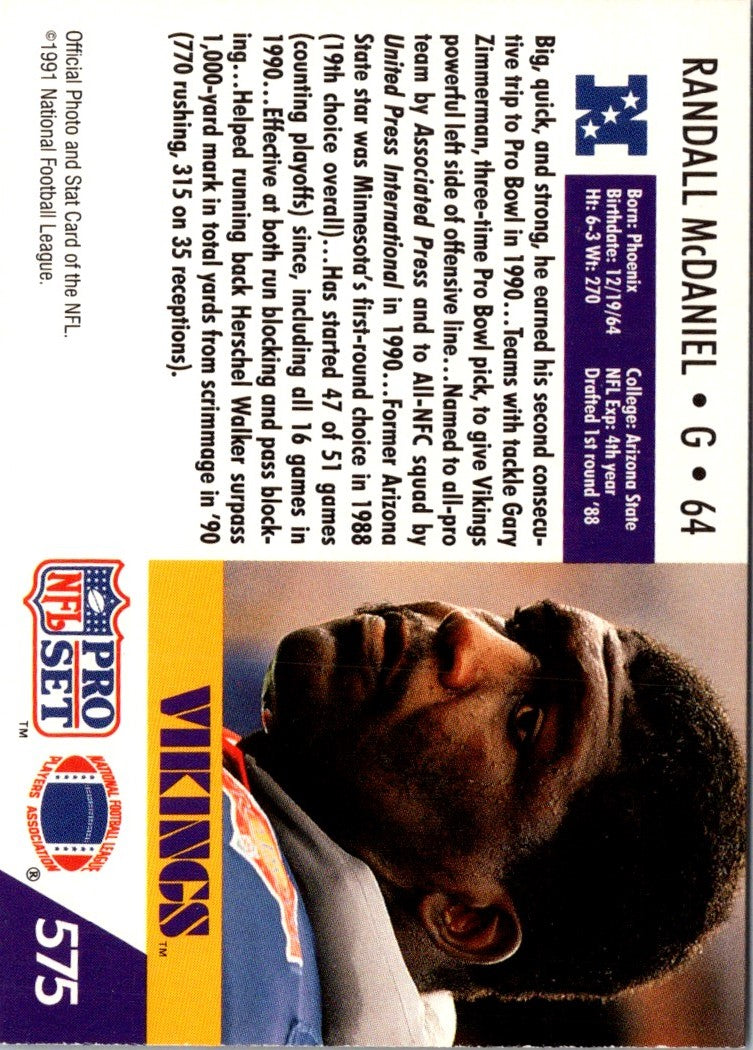 RANDALL McDANIEL • G • 64
Born: Phoenix
Birthdate: 12/19/64
Ht: 6-3 Wt: 270
College: Arizona State
NFL Exp: 4th year
Drafted 1st round '88
Big, quick, and strong, he earned his second consecu-
tive trip to Pro Bowl in 1990...Teams with tackle Gary
Zimmerman, three-time Pro Bowl pick, to give Vikings
powerful left side of offensive line...Named to all-pro
team by Associated Press and to All-NFC squad by
United Press International in 1990...Former Arizona
State star was Minnesota's first-round choice in 1988
(19th choice overall)...Has started 47 of 51 games
(counting playoffs) since, including all 16 games in
1990...Effective at both run blocking and pass block-
ing...Helped running back Herschel Walker surpass
1,000-yard mark in total yards from scrimmage in '90
(770 rushing, 315 on 35 receptions).
Official Photo and Stat Card of the NFL.
©1991 National Football League.
VIKINGS™
NFL
PRO
SET
™
NATIONAL FOOTBALL LEAGUE
PLAYERS ASSOCIATION
®
575